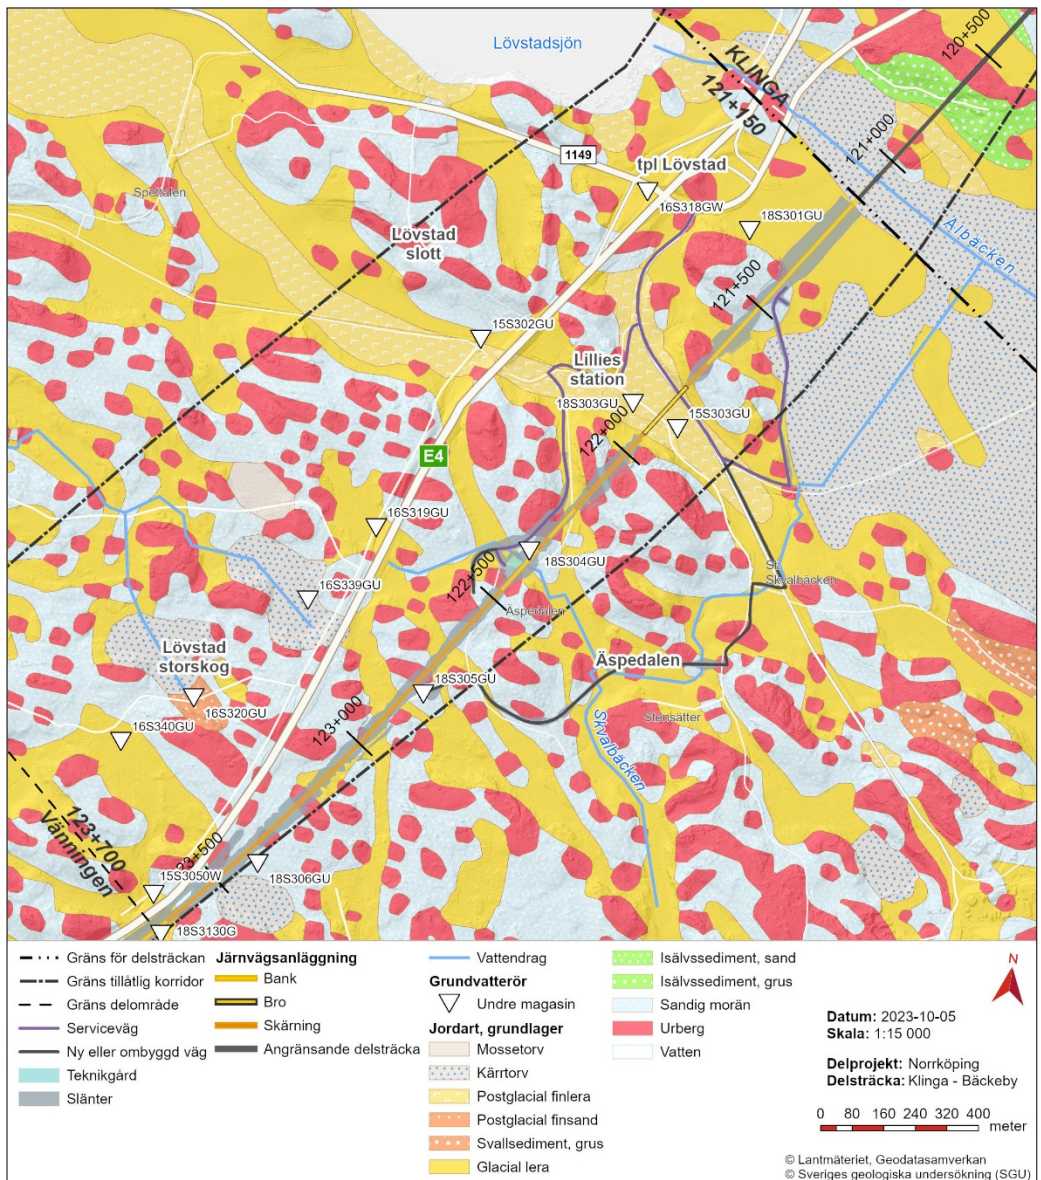 Lövstadsjön
KLINGA
121+150
120+500
121+000
1149
tpl Lövstad
16S318GW
18S301GU
Albäcken
Spettalen
Lövstad
slott
121+500
15S302GU
Lillies
station
18S303GU
15S303GU
122+000
E4
16S319GU
18S304GU
122+500
St.
Skvalbäcken
16S339GU
Äspedalen
Lövstad
storskog
Äspedalen
18S305GU
16S320GU
16S340GU
Stensätter
Skvalbäcken
123+000
123+700
Vänningen
23+500
15S3050W
18S306GU
18S3130G
Gräns för delsträckan
Gräns tillåtlig korridor
Gräns delområde
Serviceväg
Ny eller ombyggd väg
Teknikgård
Slänter
Järnvägsanläggning
Bank
Bro
Skärning
Angränsande delsträcka
Vattendrag
Grundvatterör
Undre magasin
Jordart, grundlager
Mossetorv
Kärrtorv
Postglacial finlera
Postglacial finsand
Svallsediment, grus
Glacial lera
Isälvssediment, sand
Isälvssediment, grus
Sandig morän
Urberg
Vatten
N
Datum: 2023-10-05
Skala: 1:15 000
Delprojekt: Norrköping
Delsträcka: Klinga - Bäckeby
0 80 160 240 320 400
meter
© Lantmäteriet, Geodatasamverkan
© Sveriges geologiska undersökning (SGU)